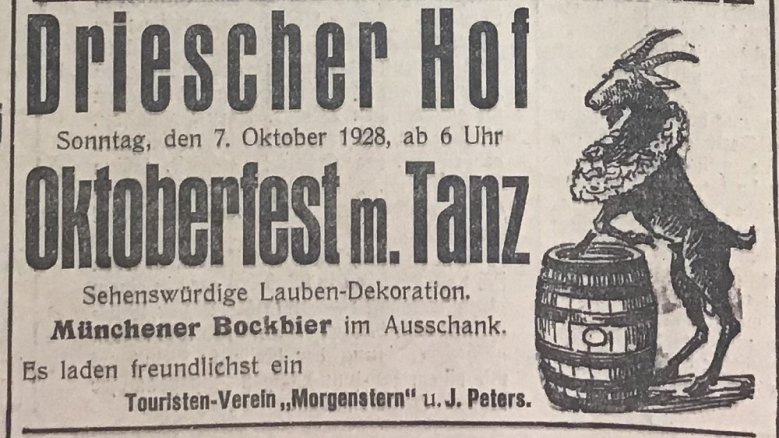 Driescher Hof
Sonntag, den 7. Oktober 1928, ab 6 Uhr
Oktoberfest m. Tanz
Sehenswürdige Lauben-Dekoration.
Münchener Bockbier im Ausschank.
Es laden freundlichst ein
Touristen-Verein „Morgenstern“ u. J. Peters.